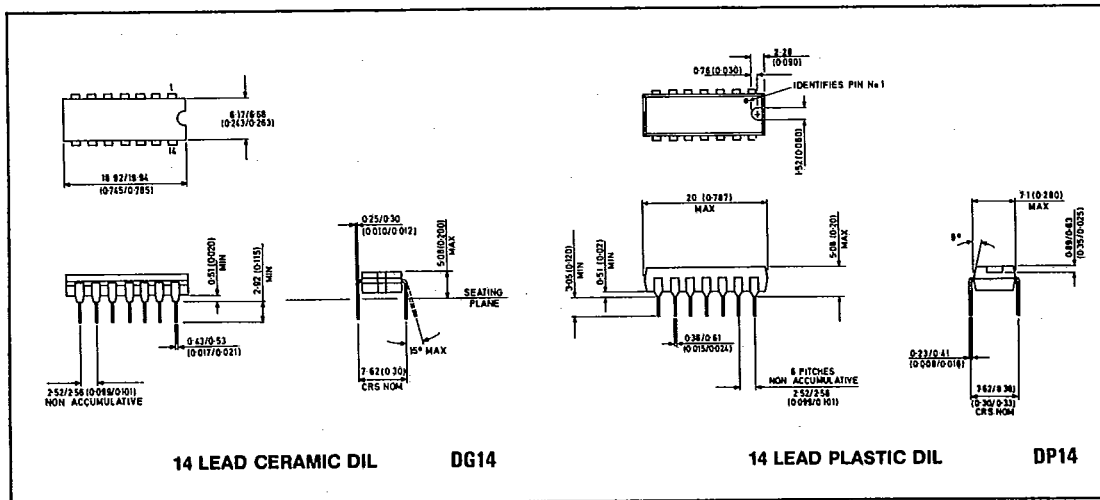 1
6·17/6·68
(0·243/0·263)
14
18·92/19·94
(0·745/0·785)
0·51 (0·020)
MIN
2·92 (0·115)
MIN
0·43/0·53
(0·017/0·021)
2·52/2·56 (0·099/0·101)
NON ACCUMULATIVE
0·25/0·30
(0·010/0·012)
5·08 (0·200)
MAX
SEATING
PLANE
15° MAX
7·62 (0·30)
CRS NOM
14 LEAD CERAMIC DIL DG14
2·28
(0·090)
0·76 (0·030)
IDENTIFIES PIN No 1
1·52 (0·060)
20 (0·787)
MAX
3·05 (0·120)
MIN
0·51 (0·02)
MIN
5·08 (0·20)
MAX
0·38/0·61
(0·015/0·024)
6 PITCHES
NON ACCUMULATIVE
2·52/2·56
(0·099/0·101)
7·1 (0·280)
MAX
0·89/0·63
(0·35/0·025)
0·23/0·41
(0·008/0·016)
7·62/8·38
(0·30/0·33)
CRS NOM
14 LEAD PLASTIC DIL DP14